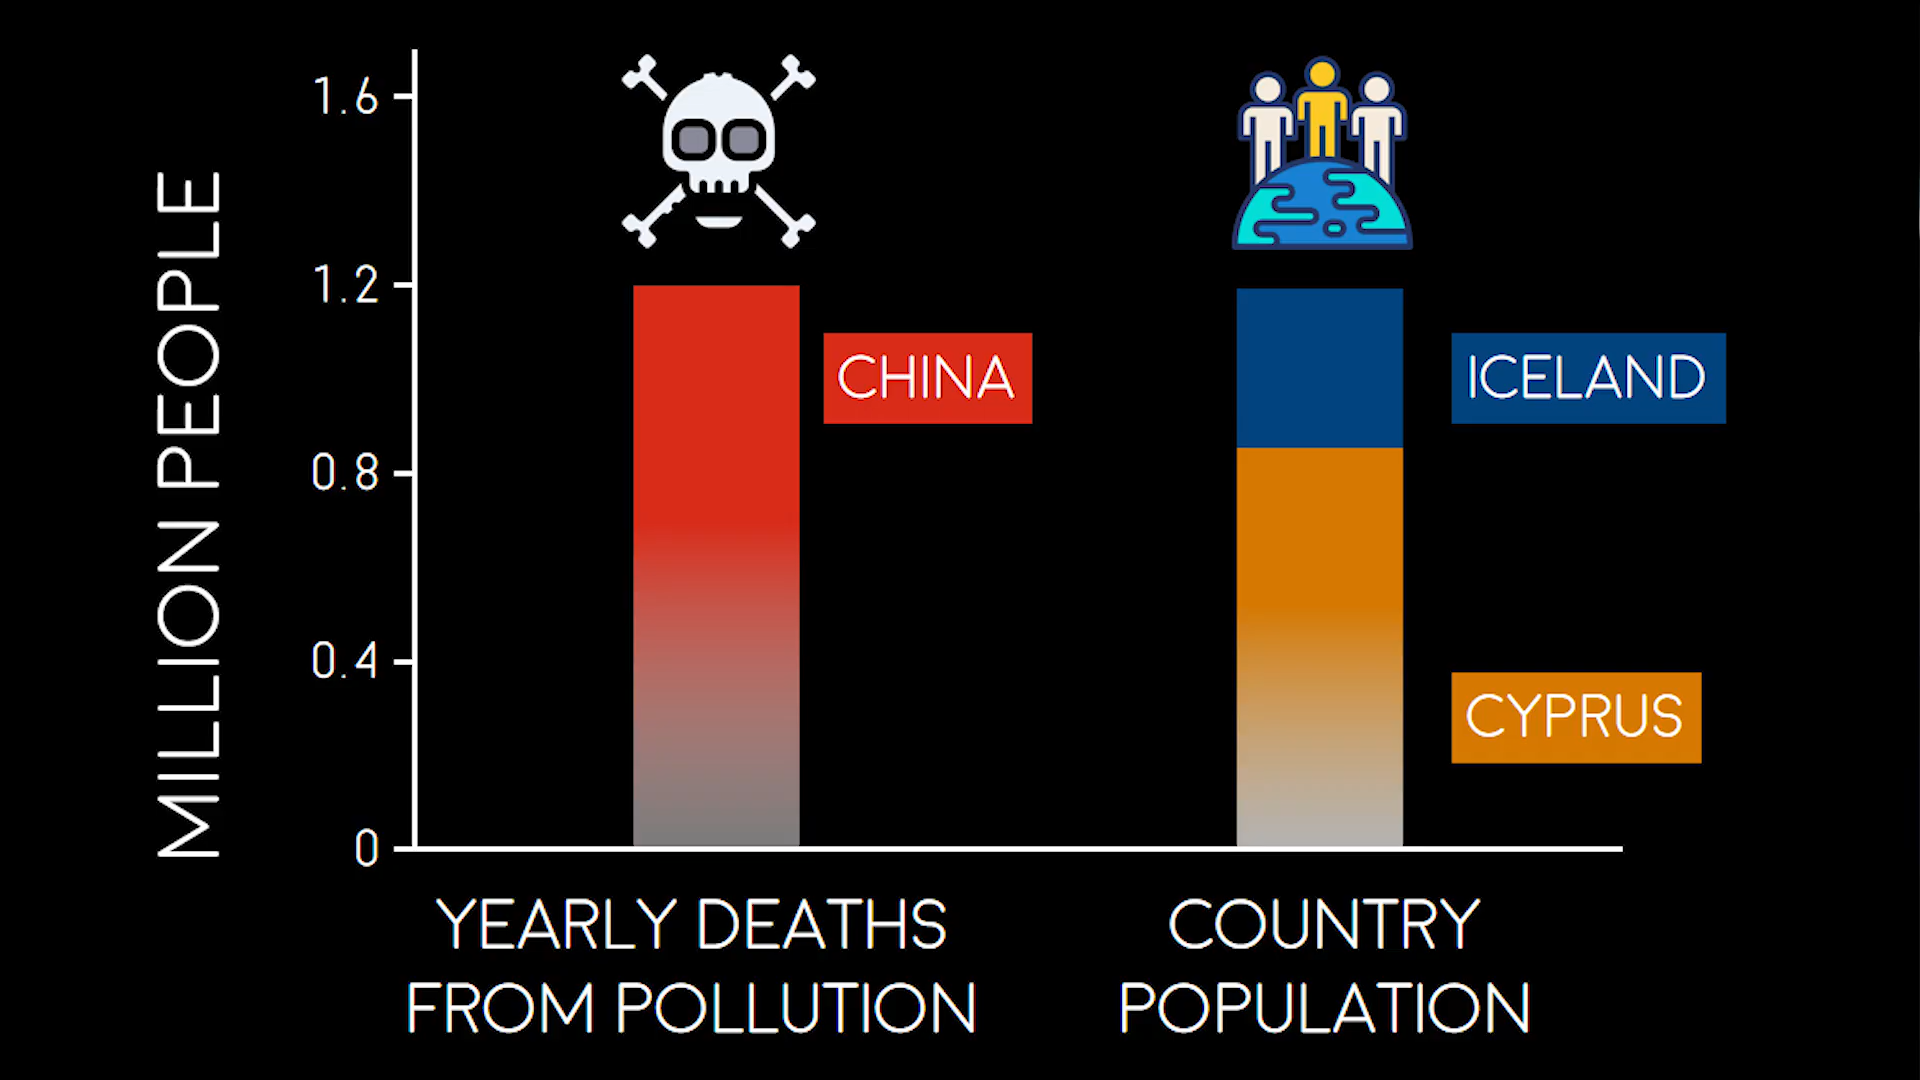 MILLION PEOPLE
1.6
1.2
0.8
0.4
0
CHINA
ICELAND
CYPRUS
YEARLY DEATHS
FROM POLLUTION
COUNTRY
POPULATION